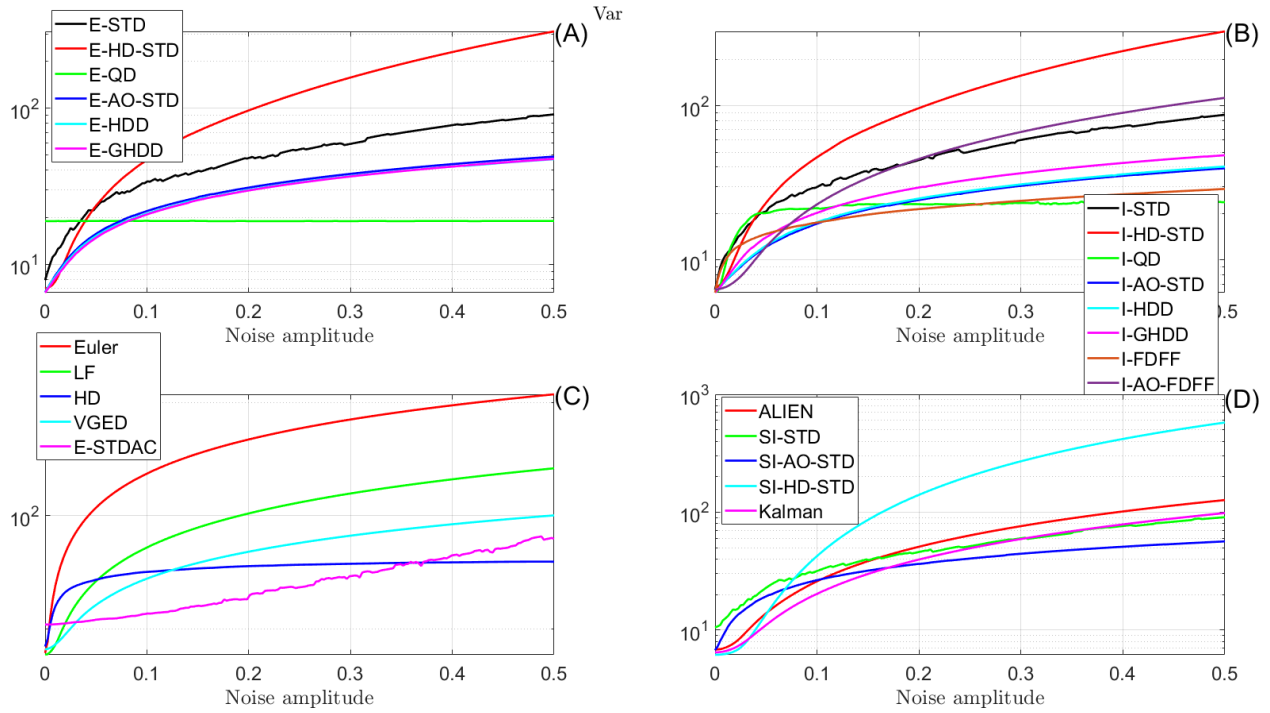 Var
(A)
E-STD
E-HD-STD
E-QD
E-AO-STD
E-HDD
E-GHDD
10^2
10^1
0 0.1 0.2 0.3 0.4 0.5
Noise amplitude
(B)
10^2
10^1
0 0.1 0.2 0.3 0.4 0.5
Noise amplitude
I-STD
I-HD-STD
I-QD
I-AO-STD
I-HDD
I-GHDD
I-FDFF
I-AO-FDFF
(C)
Euler
LF
HD
VGED
E-STDAC
10^2
0 0.1 0.2 0.3 0.4 0.5
Noise amplitude
(D)
ALIEN
SI-STD
SI-AO-STD
SI-HD-STD
Kalman
10^3
10^2
10^1
0 0.1 0.2 0.3 0.4 0.5
Noise amplitude